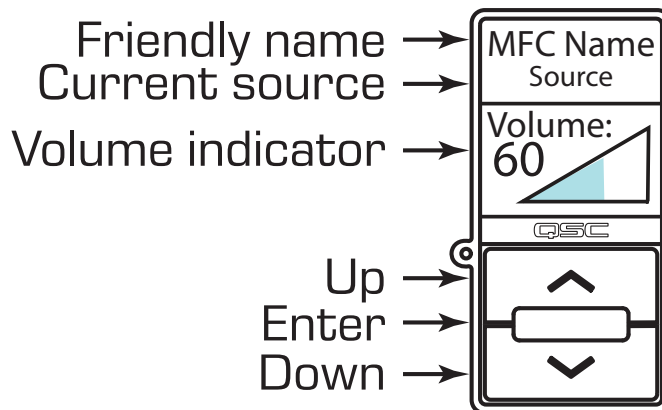 Friendly name
Current source
Volume indicator
Up
Enter
Down
MFC Name
Source
Volume:
60
QSC